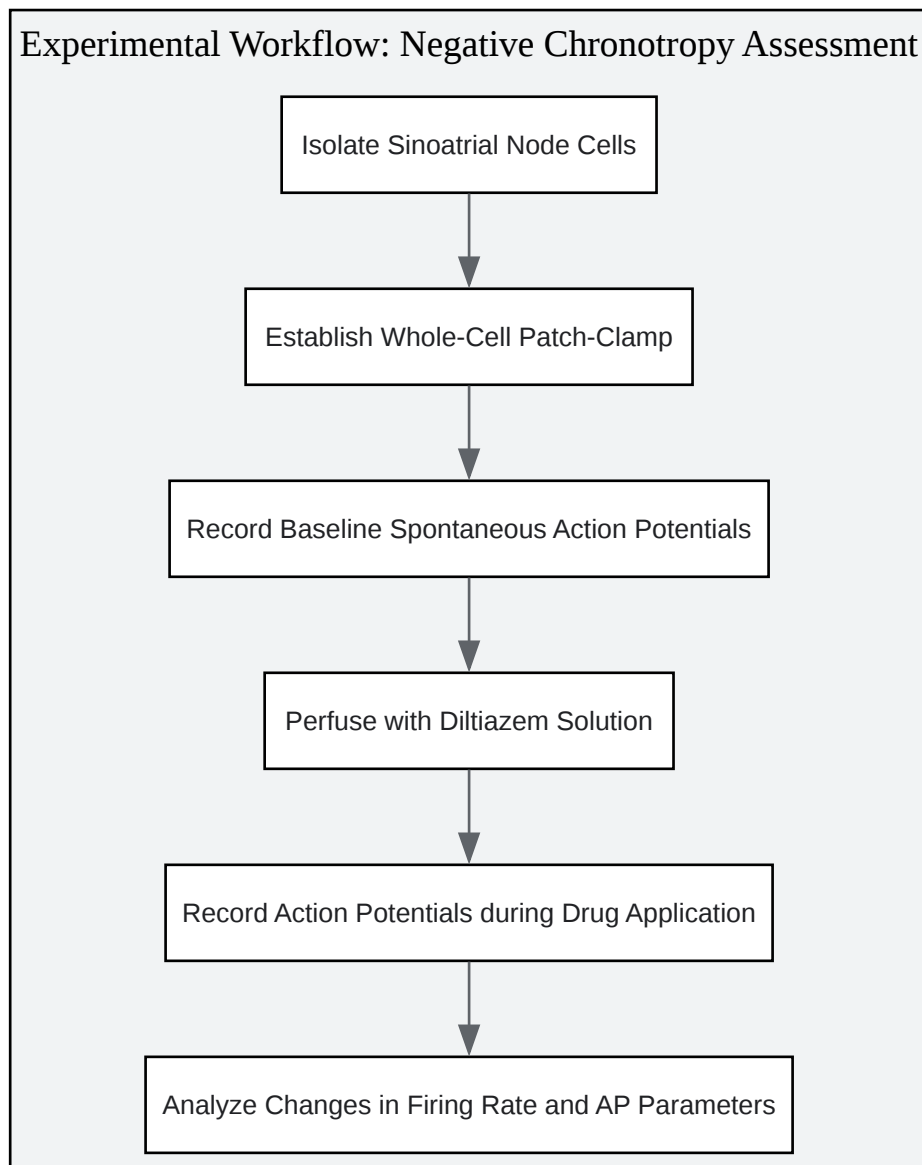 Experimental Workflow: Negative Chronotropy Assessment
Isolate Sinoatrial Node Cells
Establish Whole-Cell Patch-Clamp
Record Baseline Spontaneous Action Potentials
Perfuse with Diltiazem Solution
Record Action Potentials during Drug Application
Analyze Changes in Firing Rate and AP Parameters